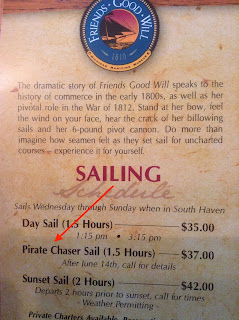 FRIENDS GOOD WILL
1810
The dramatic story of Friends Good Will speaks to the
history of commerce in the early 1800s, as well as her
pivotal role in the War of 1812. Stand at her bow, feel
the wind on your face, hear the crack of her billowing
sails and her 6-pound pivot cannon. Do more than
imagine how seamen felt as they set sail for uncharted
courses - experience it for yourself.
SAILING
Schedule
Sails Wednesday through Sunday when in South Haven
Day Sail (1.5 Hours) $35.00
1:15 pm • 3:15 pm
Pirate Chaser Sail (1.5 Hours) $37.00
After June 14th, call for details
Sunset Sail (2 Hours) $42.00
Departs 2 hours prior to sunset, call for times
Weather Permitting
Private Charters Available.